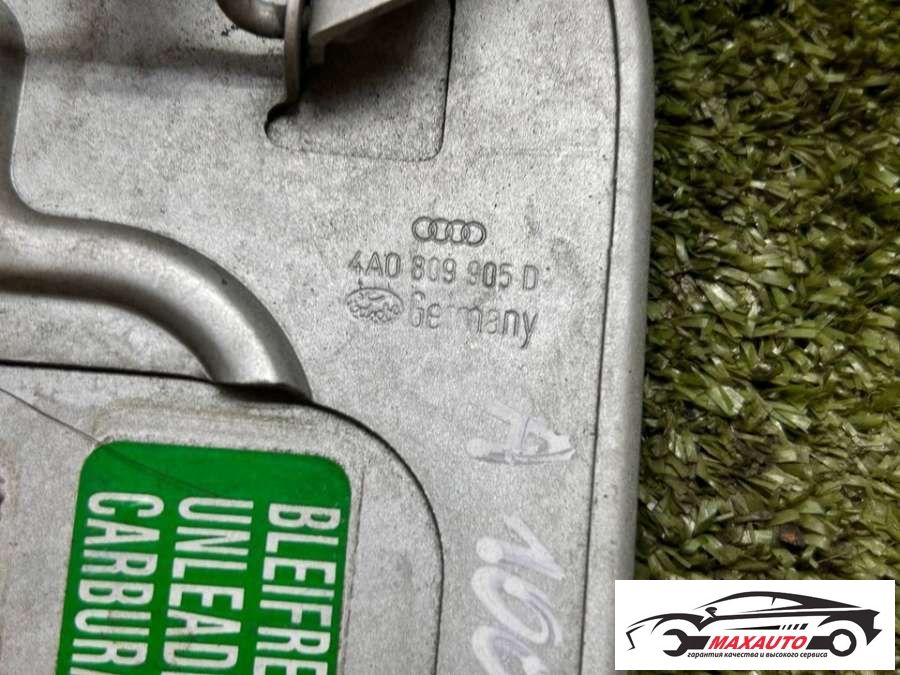 4A0 809 905 D
Germany
A
BLEIFRE
UNLEAD
CARBUR
MAXAUTO
гарантия качества и высокого сервиса